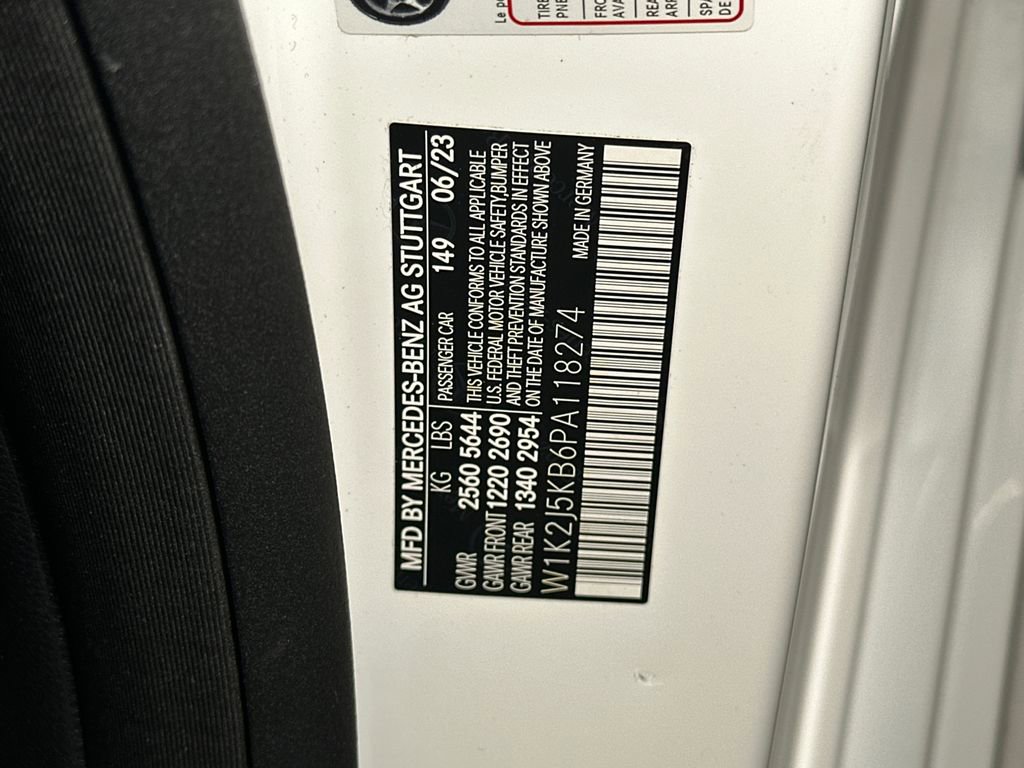 MFD BY MERCEDES-BENZ AG STUTTGART
KG LBS PASSENGER CAR 149 06/23
GVWR 2560 5644 THIS VEHICLE CONFORMS TO ALL APPLICABLE
GAWR FRONT 1220 2690 U.S. FEDERAL MOTOR VEHICLE SAFETY,BUMPER
GAWR REAR 1340 2954 AND THEFT PREVENTION STANDARDS IN EFFECT
ON THE DATE OF MANUFACTURE SHOWN ABOVE
W1K2J5KB6PA118274 MADE IN GERMANY
Le
TIRE